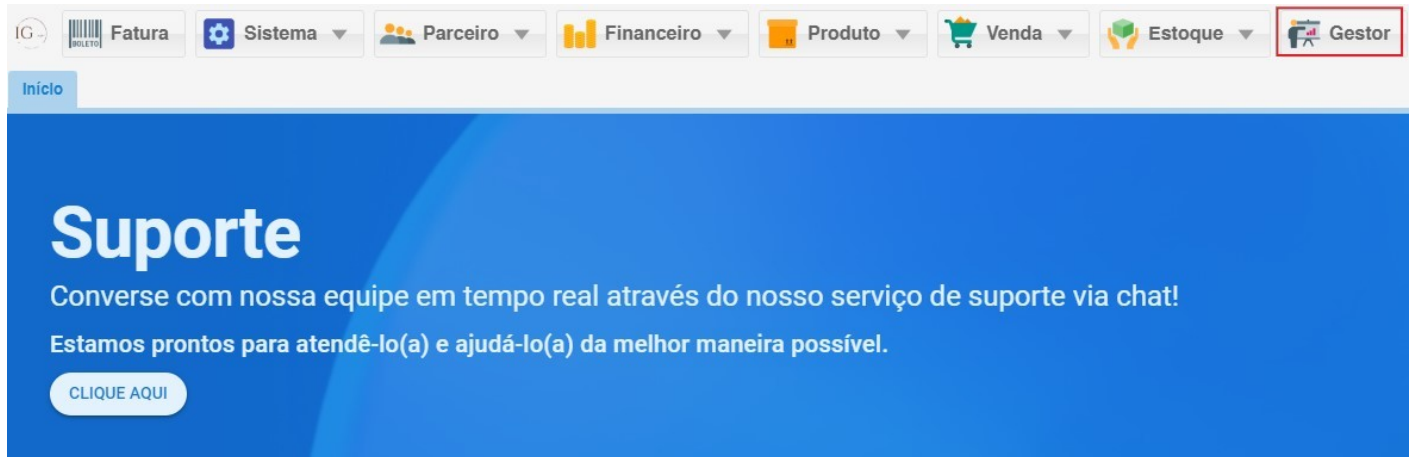 IG
BOLETO Fatura Sistema Parceiro Financeiro Produto Venda Estoque Gestor
Início
Suporte
Converse com nossa equipe em tempo real através do nosso serviço de suporte via chat!
Estamos prontos para atendê-lo(a) e ajudá-lo(a) da melhor maneira possível.
CLIQUE AQUI